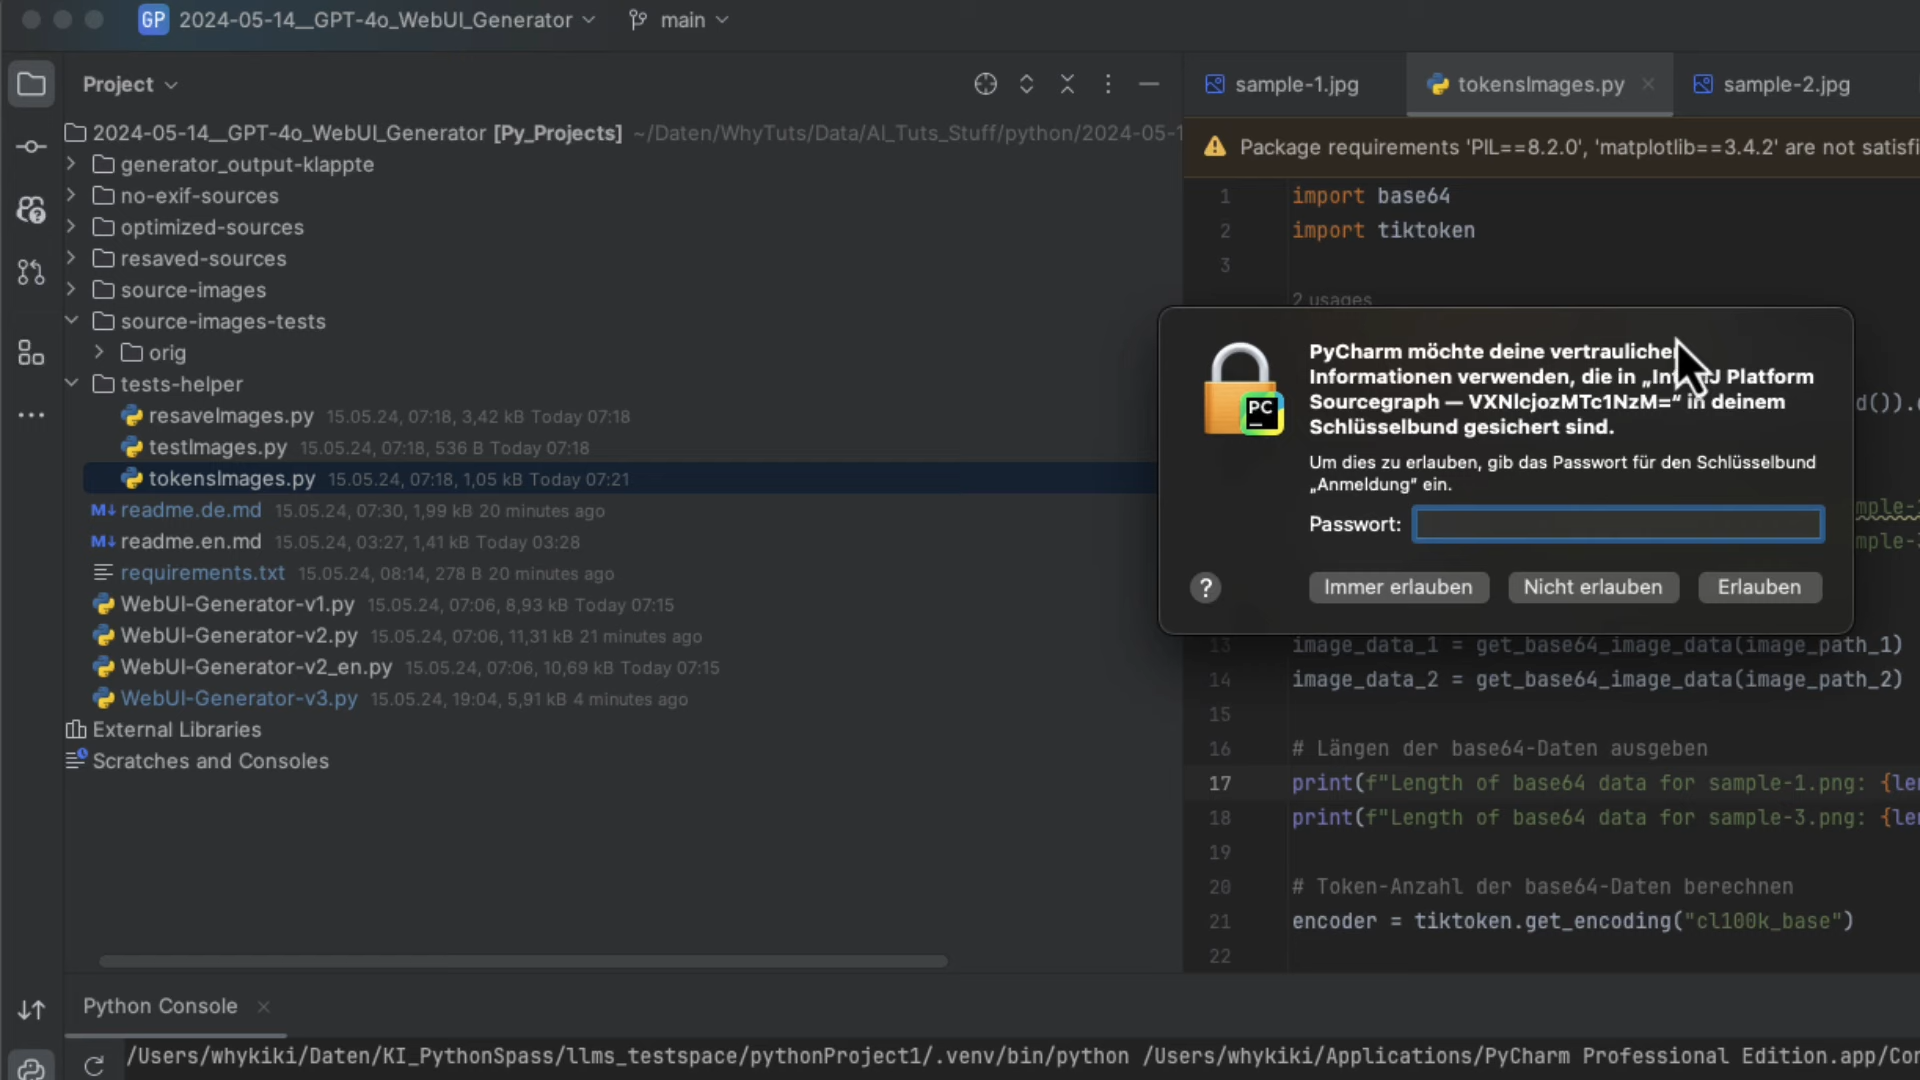 GP 2024-05-14__GPT-4o_WebUI_Generator main
Project
2024-05-14__GPT-4o_WebUI_Generator [Py_Projects] ~/Daten/WhyTuts/Data/AI_Tuts_Stuff/python/2024-05-1
generator_output-klappte
no-exif-sources
optimized-sources
resaved-sources
source-images
source-images-tests
orig
tests-helper
resaveImages.py 15.05.24, 07:18, 3,42 kB Today 07:18
testImages.py 15.05.24, 07:18, 536 B Today 07:18
tokensImages.py 15.05.24, 07:18, 1,05 kB Today 07:21
M↓ readme.de.md 15.05.24, 07:30, 1,99 kB 20 minutes ago
M↓ readme.en.md 15.05.24, 03:27, 1,41 kB Today 03:28
requirements.txt 15.05.24, 08:14, 278 B 20 minutes ago
WebUI-Generator-v1.py 15.05.24, 07:06, 8,93 kB Today 07:15
WebUI-Generator-v2.py 15.05.24, 07:06, 11,31 kB 21 minutes ago
WebUI-Generator-v2_en.py 15.05.24, 07:06, 10,69 kB Today 07:15
WebUI-Generator-v3.py 15.05.24, 19:04, 5,91 kB 4 minutes ago
External Libraries
Scratches and Consoles
sample-1.jpg tokensImages.py sample-2.jpg
Package requirements 'PIL==8.2.0', 'matplotlib==3.4.2' are not satisfi
1 import base64
2 import tiktoken
3
2 usages
d()).
mple-
mple-
PyCharm möchte deine vertraulichen
Informationen verwenden, die in „IntelliJ Platform
Sourcegraph — VXNlcjozMTc1NzM=“ in deinem
Schlüsselbund gesichert sind.
Um dies zu erlauben, gib das Passwort für den Schlüsselbund
„Anmeldung“ ein.
Passwort:
? Immer erlauben Nicht erlauben Erlauben
PC
13 image_data_1 = get_base64_image_data(image_path_1)
14 image_data_2 = get_base64_image_data(image_path_2)
15
16 # Längen der base64-Daten ausgeben
17 print(f"Length of base64 data for sample-1.png: {le
18 print(f"Length of base64 data for sample-3.png: {le
19
20 # Token-Anzahl der base64-Daten berechnen
21 encoder = tiktoken.get_encoding("cl100k_base")
22
Python Console
/Users/whykiki/Daten/KI_PythonSpass/llms_testspace/pythonProject1/.venv/bin/python /Users/whykiki/Applications/PyCharm Professional Edition.app/Con